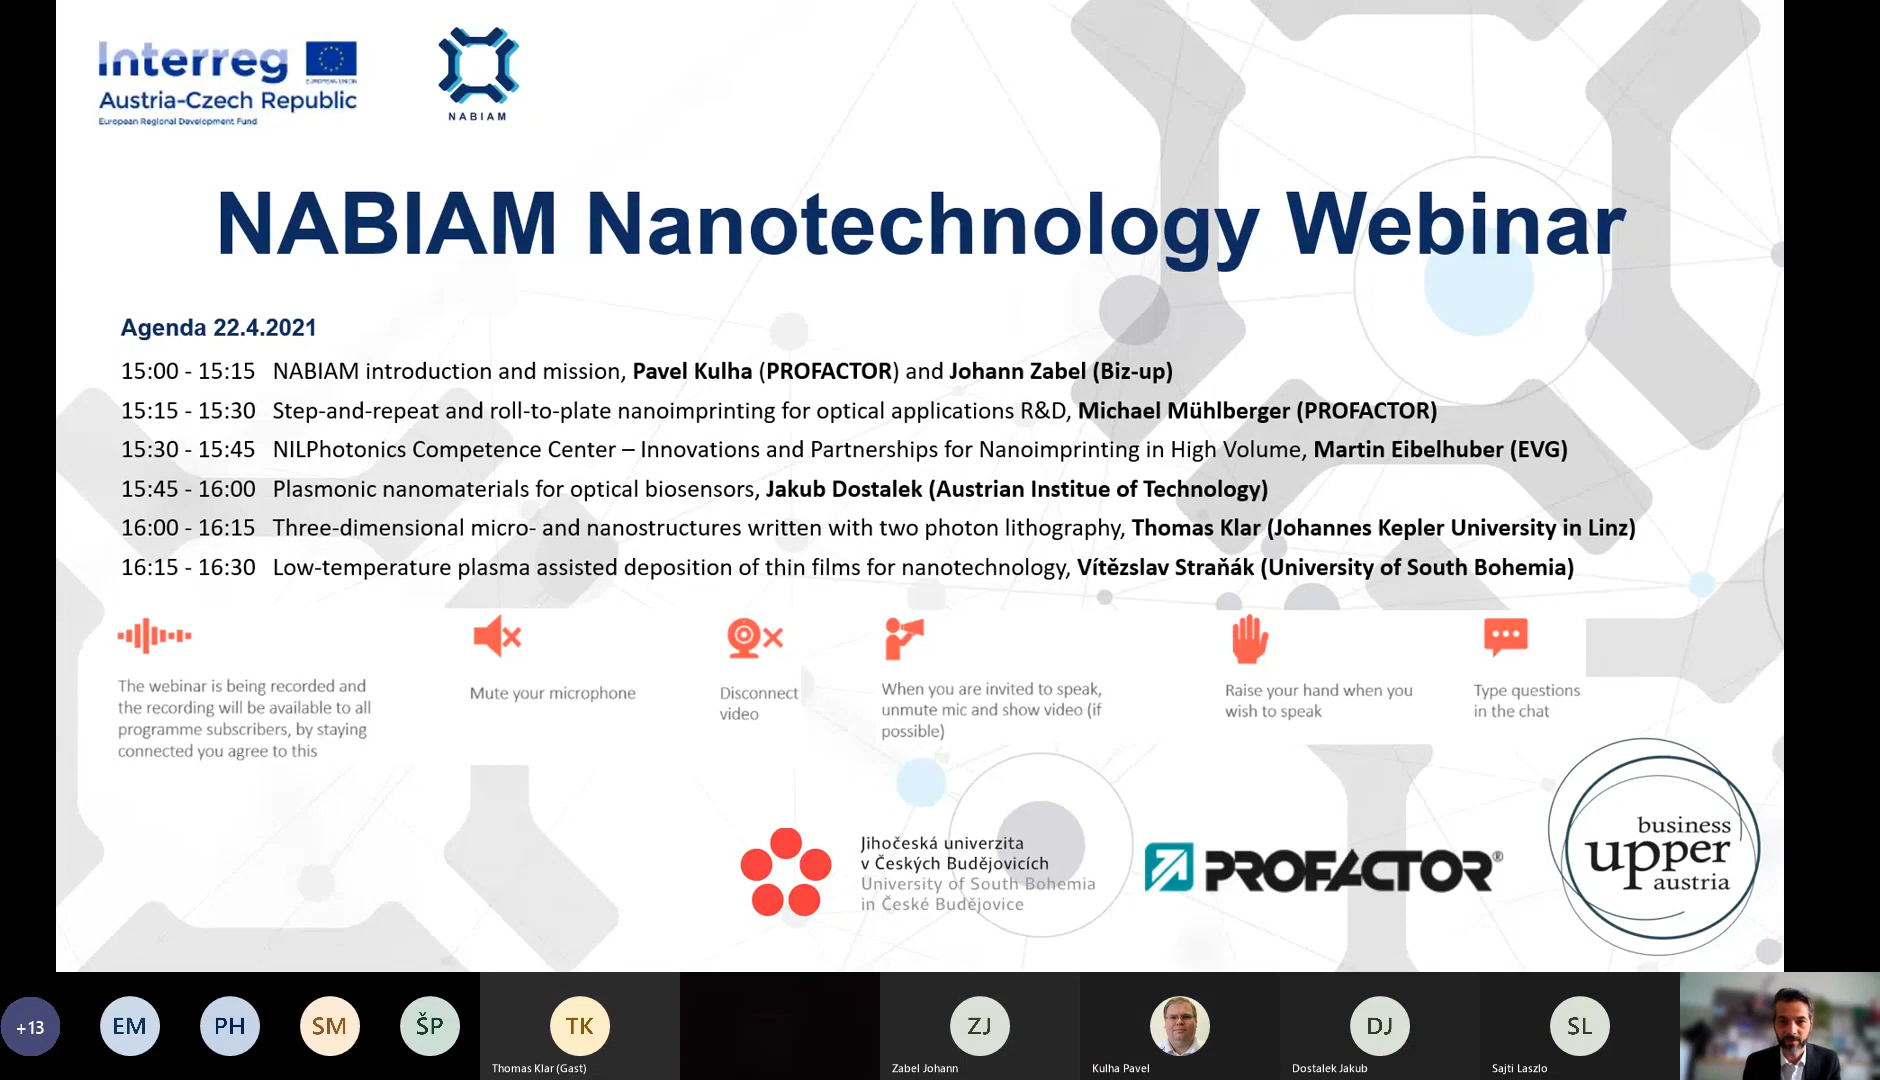 Interreg
EUROPEAN UNION
Austria-Czech Republic
European Regional Development Fund
NABIAM
NABIAM Nanotechnology Webinar
Agenda 22.4.2021
15:00 - 15:15 NABIAM introduction and mission, Pavel Kulha (PROFACTOR) and Johann Zabel (Biz-up)
15:15 - 15:30 Step-and-repeat and roll-to-plate nanoimprinting for optical applications R&D, Michael Mühlberger (PROFACTOR)
15:30 - 15:45 NILPhotonics Competence Center – Innovations and Partnerships for Nanoimprinting in High Volume, Martin Eibelhuber (EVG)
15:45 - 16:00 Plasmonic nanomaterials for optical biosensors, Jakub Dostalek (Austrian Institue of Technology)
16:00 - 16:15 Three-dimensional micro- and nanostructures written with two photon lithography, Thomas Klar (Johannes Kepler University in Linz)
16:15 - 16:30 Low-temperature plasma assisted deposition of thin films for nanotechnology, Vítězslav Straňák (University of South Bohemia)
The webinar is being recorded and
the recording will be available to all
programme subscribers, by staying
connected you agree to this
Mute your microphone
Disconnect
video
When you are invited to speak,
unmute mic and show video (if
possible)
Raise your hand when you
wish to speak
Type questions
in the chat
Jihočeská univerzita
v Českých Budějovicích
University of South Bohemia
in České Budějovice
PROFACTOR®
business
upper
austria
+13
EM
PH
SM
ŠP
TK
Thomas Klar (Gast)
ZJ
Zabel Johann
Kulha Pavel
DJ
Dostalek Jakub
SL
Sajti Laszlo